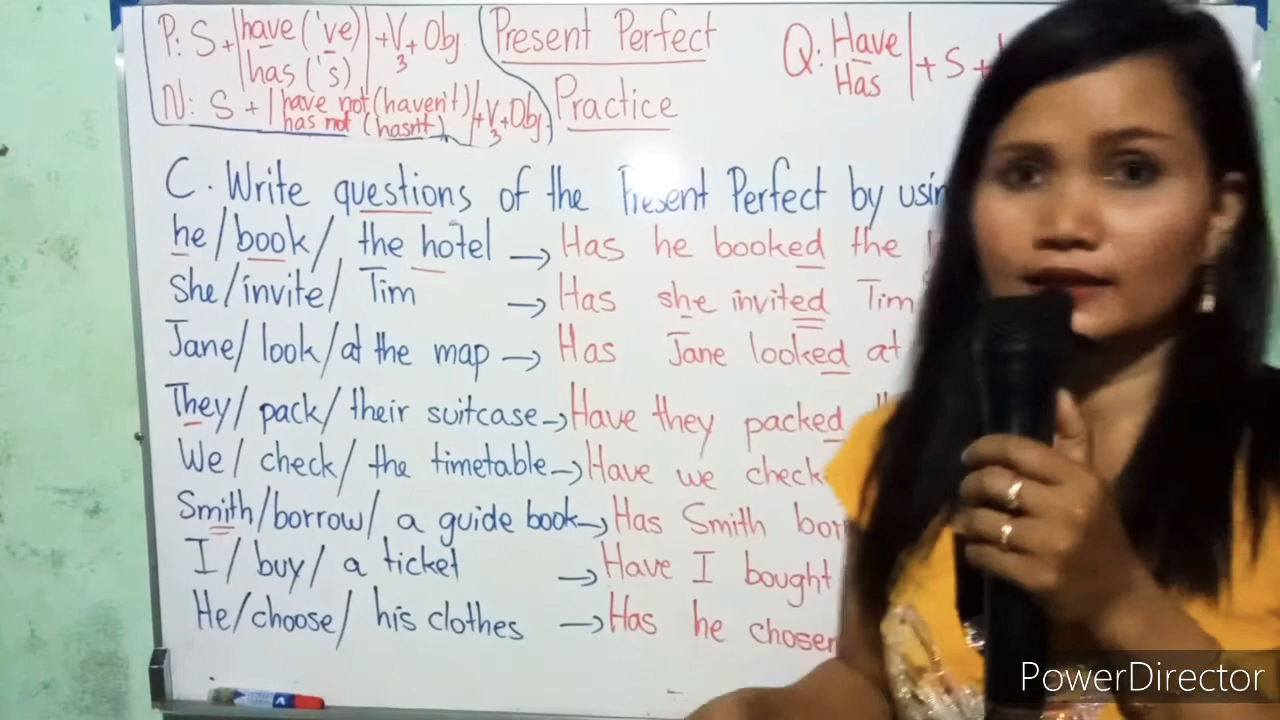 P: S + have ('ve) + V3 + Obj
has ('s)
N: S + have not (haven't) + V3 + Obj
has not (hasn't)
Present Perfect
Practice
Q: Have + S +
Has
C. Write questions of the Present Perfect by using
he / book / the hotel → Has he booked the
She / invite / Tim → Has she invited Tim
Jane / look / at the map → Has Jane looked at
They / pack / their suitcase → Have they packed
We / check / the timetable → Have we check
Smith / borrow / a guide book → Has Smith bor
I / buy / a ticket → Have I bought
He / choose / his clothes → Has he chosen
PowerDirector